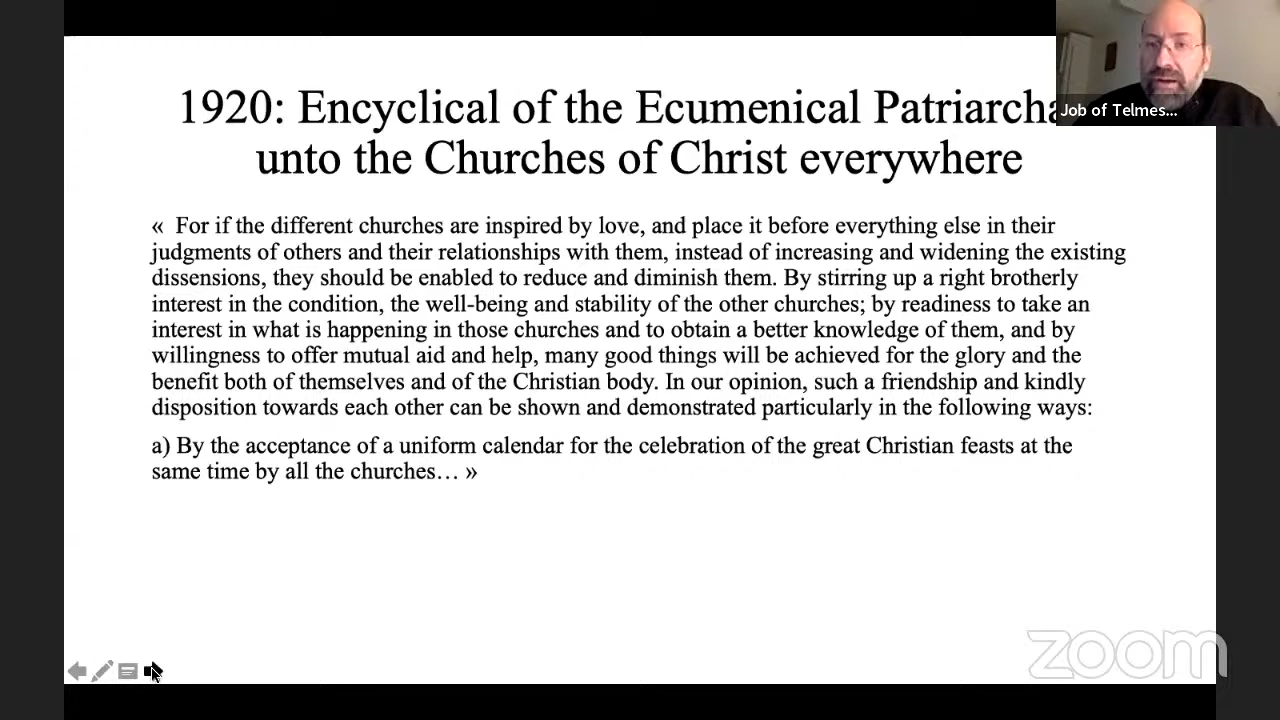 1920: Encyclical of the Ecumenical Patriarcha
unto the Churches of Christ everywhere
Job of Telmes...
« For if the different churches are inspired by love, and place it before everything else in their
judgments of others and their relationships with them, instead of increasing and widening the existing
dissensions, they should be enabled to reduce and diminish them. By stirring up a right brotherly
interest in the condition, the well-being and stability of the other churches; by readiness to take an
interest in what is happening in those churches and to obtain a better knowledge of them, and by
willingness to offer mutual aid and help, many good things will be achieved for the glory and the
benefit both of themselves and of the Christian body. In our opinion, such a friendship and kindly
disposition towards each other can be shown and demonstrated particularly in the following ways:
a) By the acceptance of a uniform calendar for the celebration of the great Christian feasts at the
same time by all the churches… »
zoom